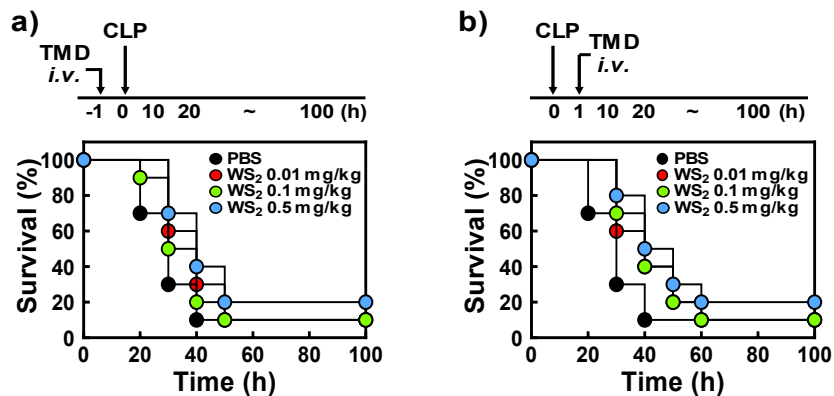 a)
CLP
TMD
i.v.
-1 0 10 20 ~ 100 (h)
Survival (%)
100
80
60
40
20
0
PBS
WS₂ 0.01 mg/kg
WS₂ 0.1 mg/kg
WS₂ 0.5 mg/kg
0 20 40 60 80 100
Time (h)
b)
CLP
TMD
i.v.
0 1 10 20 ~ 100 (h)
Survival (%)
100
80
60
40
20
0
PBS
WS₂ 0.01 mg/kg
WS₂ 0.1 mg/kg
WS₂ 0.5 mg/kg
0 20 40 60 80 100
Time (h)